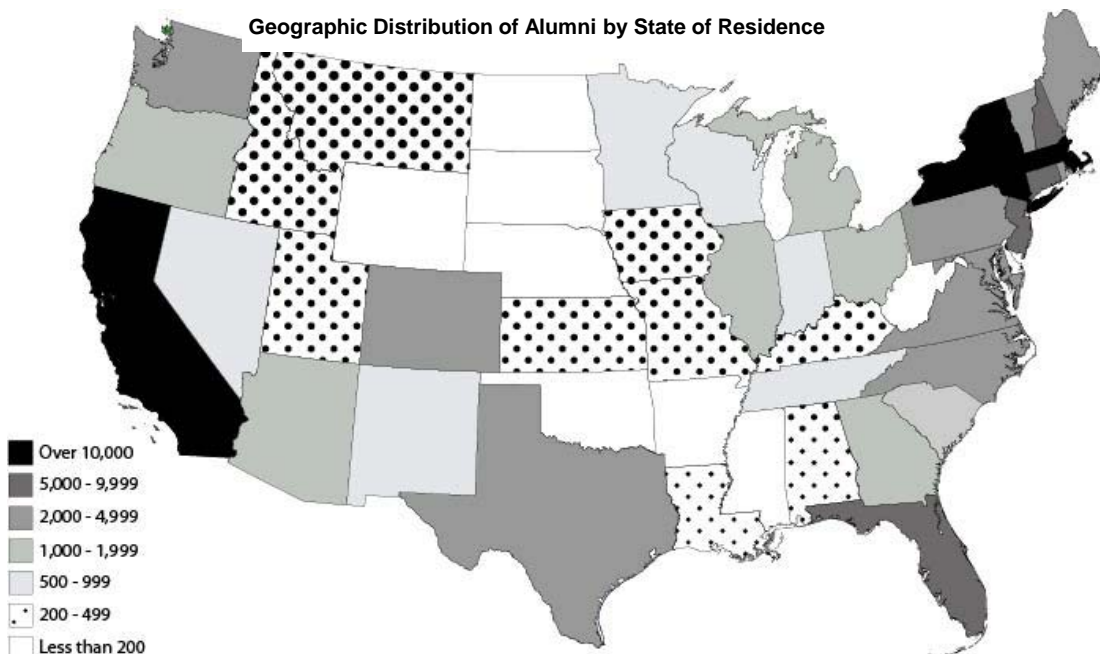 Geographic Distribution of Alumni by State of Residence
Over 10,000
5,000 - 9,999
2,000 - 4,999
1,000 - 1,999
500 - 999
200 - 499
Less than 200